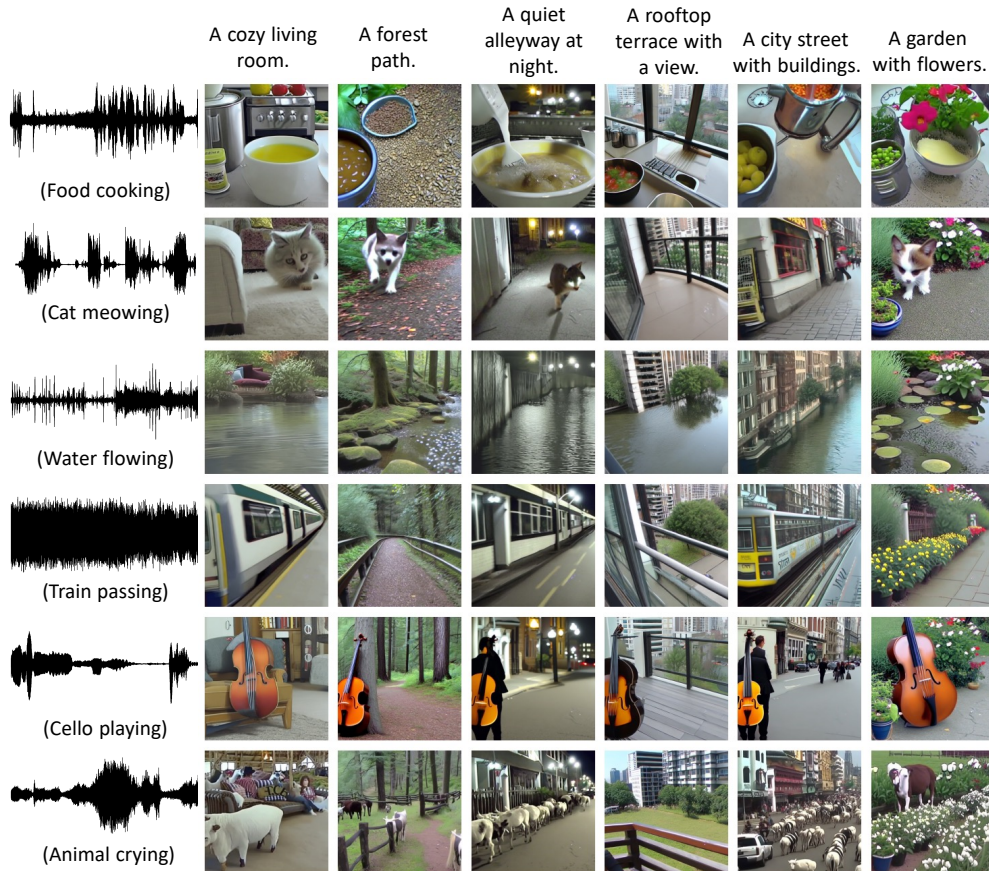 A cozy living
room.
A forest
path.
A quiet
alleyway at
night.
A rooftop
terrace with
a view.
A city street
with buildings.
A garden
with flowers.
(Food cooking)
(Cat meowing)
(Water flowing)
(Train passing)
(Cello playing)
(Animal crying)